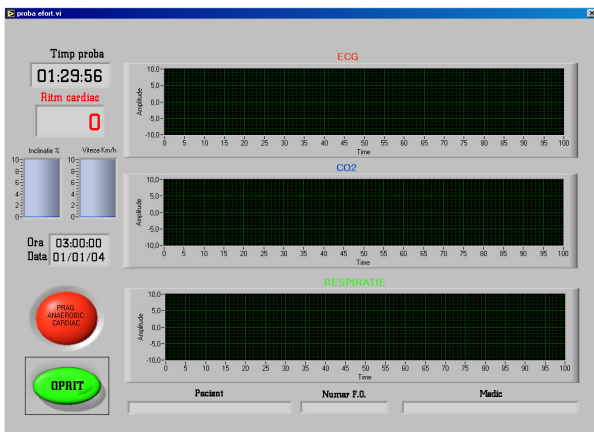 proba efort.vi
Timp proba
01:29:56
Ritm cardiac
0
Inclinatie % Viteza Km/h
10- 10-
8- 8-
6- 6-
4- 4-
2- 2-
0- 0-
Ora 03:00:00
Data 01/01/04
PRAG
ANAEROBIC
CARDIAC
OPRIT
ECG
10,0-
5,0-
0,0-
-5,0-
-10,0-
Amplitude
0 5 10 15 20 25 30 35 40 45 50 55 60 65 70 75 80 85 90 95 100
Time
CO2
10,0-
5,0-
0,0-
-5,0-
-10,0-
Amplitude
0 5 10 15 20 25 30 35 40 45 50 55 60 65 70 75 80 85 90 95 100
Time
RESPIRATIE
10,0-
5,0-
0,0-
-5,0-
-10,0-
Amplitude
0 5 10 15 20 25 30 35 40 45 50 55 60 65 70 75 80 85 90 95 100
Time
Paciant Numar F.O. Medic